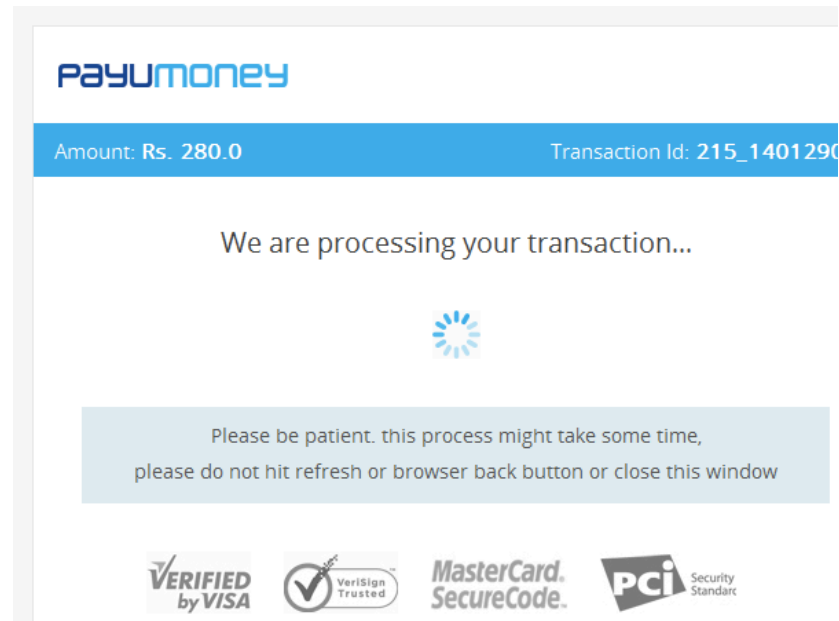 PayUmoney
Amount: Rs. 280.0 Transaction Id: 215_1401290
We are processing your transaction...
Please be patient. this process might take some time,
please do not hit refresh or browser back button or close this window
VERIFIED by VISA
VeriSign Trusted
MasterCard. SecureCode.
PCI Security Standard